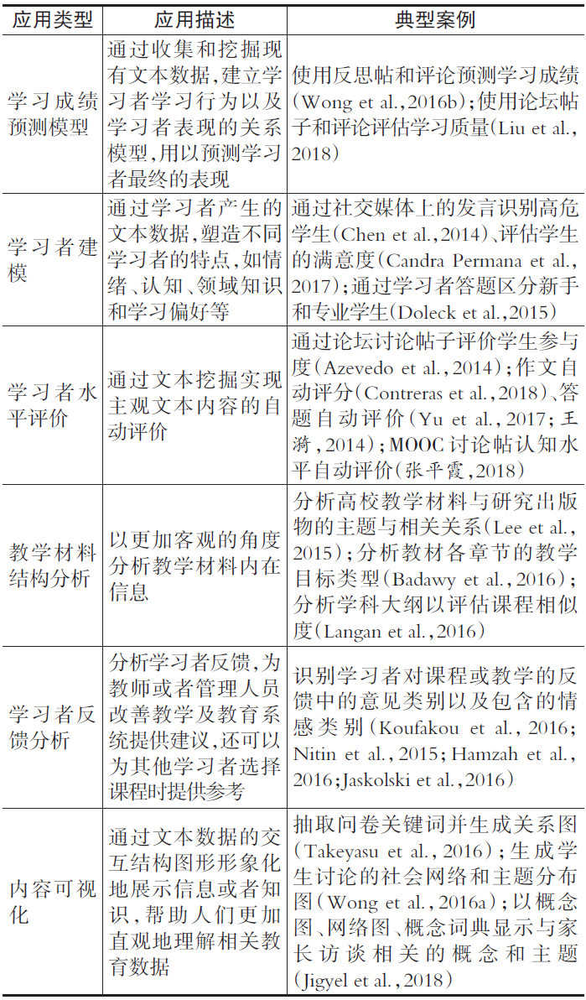 应用类型 应用描述 典型案例
学习成绩
预测模型
通过收集和挖掘现
有文本数据,建立学
习者学习行为以及
学习者表现的关系
模型,用以预测学习
者最终的表现
使用反思帖和评论预测学习成绩
(Wong et al.,2016b);使用论坛帖
子和评论评估学习质量(Liu et al.,
2018)
学习者建
模
通过学习者产生的
文本数据,塑造不同
学习者的特点,如情
绪、认知、领域知识
和学习偏好等
通过社交媒体上的发言识别高危
学生(Chen et al.,2014)、评估学生
的满意度(Candra Permana et al.,
2017);通过学习者答题区分新手
和专业学生(Doleck et al.,2015)
学习者水
平评价
通过文本挖掘实现
主观文本内容的自
动评价
通过论坛讨论帖子评价学生参与
度(Azevedo et al.,2014);作文自
动评分(Contreras et al.,2018)、答
题自动评价(Yu et al.,2017;王
漪,2014);MOOC讨论帖认知水
平自动评价(张平霞,2018)
教学材料
结构分析
以更加客观的角度
分析教学材料内在
信息
分析高校教学材料与研究出版
物的主题与相关关系(Lee et al.,
2015);分析教材各章节的教学
目标类型(Badawy et al.,2016);
分析学科大纲以评估课程相似
度(Langan et al.,2016)
学习者反
馈分析
分析学习者反馈,为
教师或者管理人员
改善教学及教育系
统提供建议,还可以
为其他学习者选择
课程时提供参考
识别学习者对课程或教学的反
馈中的意见类别以及包含的情
感类别(Koufakou et al.,2016;
Nitin et al.,2015;Hamzah et al.,
2016;Jaskolski et al.,2016)
内容可视
化
通过文本数据的交
互结构图形形象化
地展示信息或者知
识,帮助人们更加
直观地理解相关教
育数据
抽取问卷关键词并生成关系图
(Takeyasu et al.,2016);生成学
生讨论的社会网络和主题分布
图(Wong et al.,2016a);以概念
图、网络图、概念词典显示与家
长访谈相关的概念和主题
(Jigyel et al.,2018)